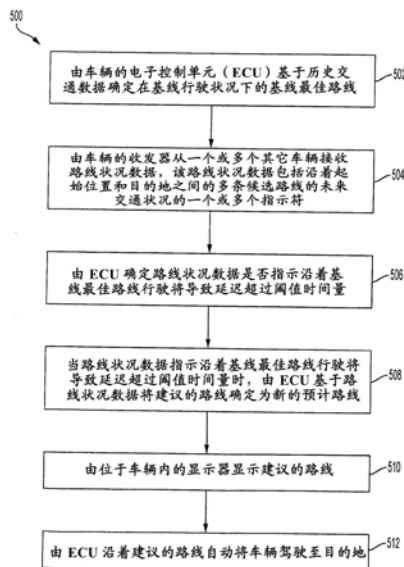 500
由车辆的电子控制单元（ECU）基于历史交
通数据确定在基线行驶状况下的基线最佳路线
502
由车辆的收发器从一个或多个其它车辆接收
路线状况数据，该路线状况数据包括沿着起
始位置和目的地之间的多条候选路线的未来
交通状况的一个或多个指示符
504
由 ECU 确定路线状况数据是否指示沿着基
线最佳路线行驶将导致延迟超过阈值时间量
506
当路线状况数据指示沿着基线最佳路线行驶将
导致延迟超过阈值时间量时，由 ECU 基于路
线状况数据将建议的路线确定为新的预计路线
508
由位于车辆内的显示器显示建议的路线
510
由 ECU 沿着建议的路线自动将车辆驾驶至目的地
512